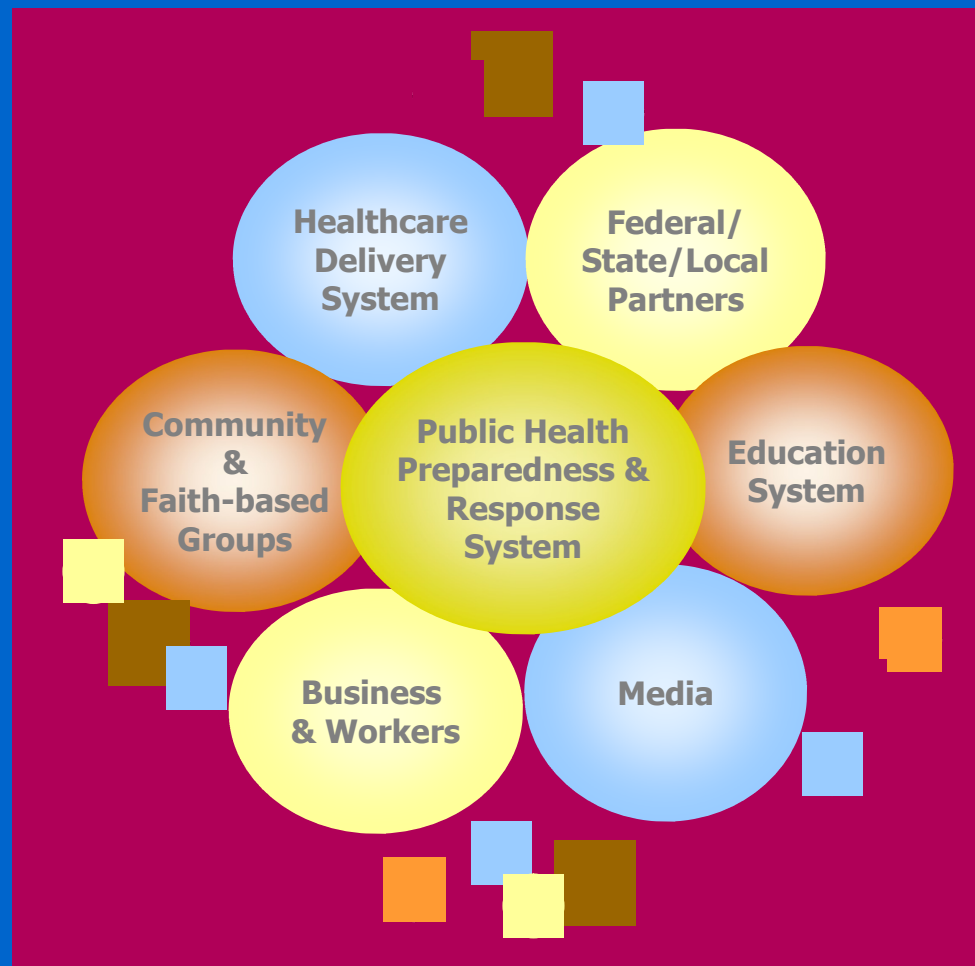 Healthcare
Delivery
System
Federal/
State/Local
Partners
Community
&
Faith-based
Groups
Public Health
Preparedness &
Response
System
Education
System
Business
& Workers
Media